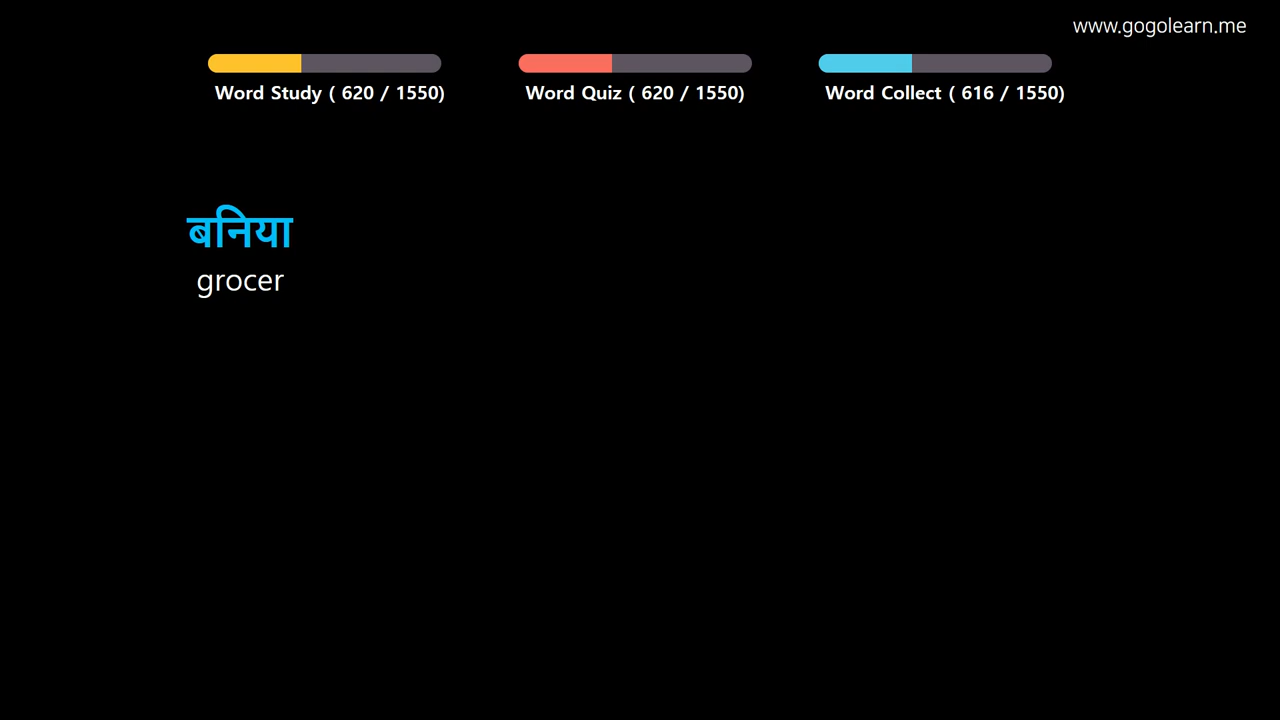 www.gogolearn.me
Word Study ( 620 / 1550)
Word Quiz ( 620 / 1550)
Word Collect ( 616 / 1550)
बनिया
grocer